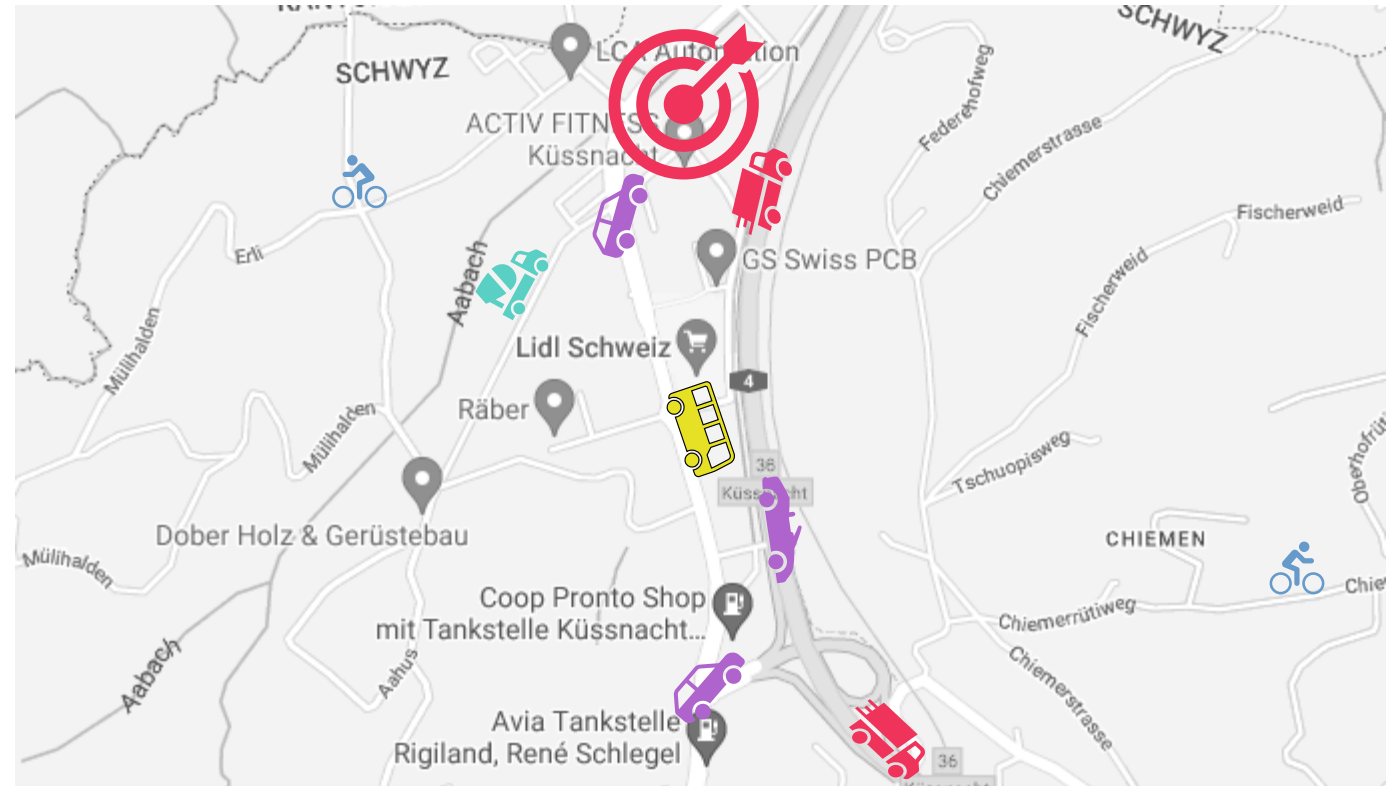 SCHWYZ
SCHWYZ
LCA Automation
ACTIV FITNESS
Küssnacht
Federehofweg
Chiemerstrasse
Fischerweid
Fischerweid
Erli
Aabach
GS Swiss PCB
Mülihalden
Lidl Schweiz
4
Räber
Mülihalden
36
Küssnacht
Tschuopisweg
Dober Holz & Gerüstebau
CHIEMEN
Mülihalden
Coop Pronto Shop
mit Tankstelle Küssnacht...
Chiemerrütiweg
Aabach
Aahus
Chiemerstrasse
Avia Tankstelle
Rigiland, René Schlegel
36